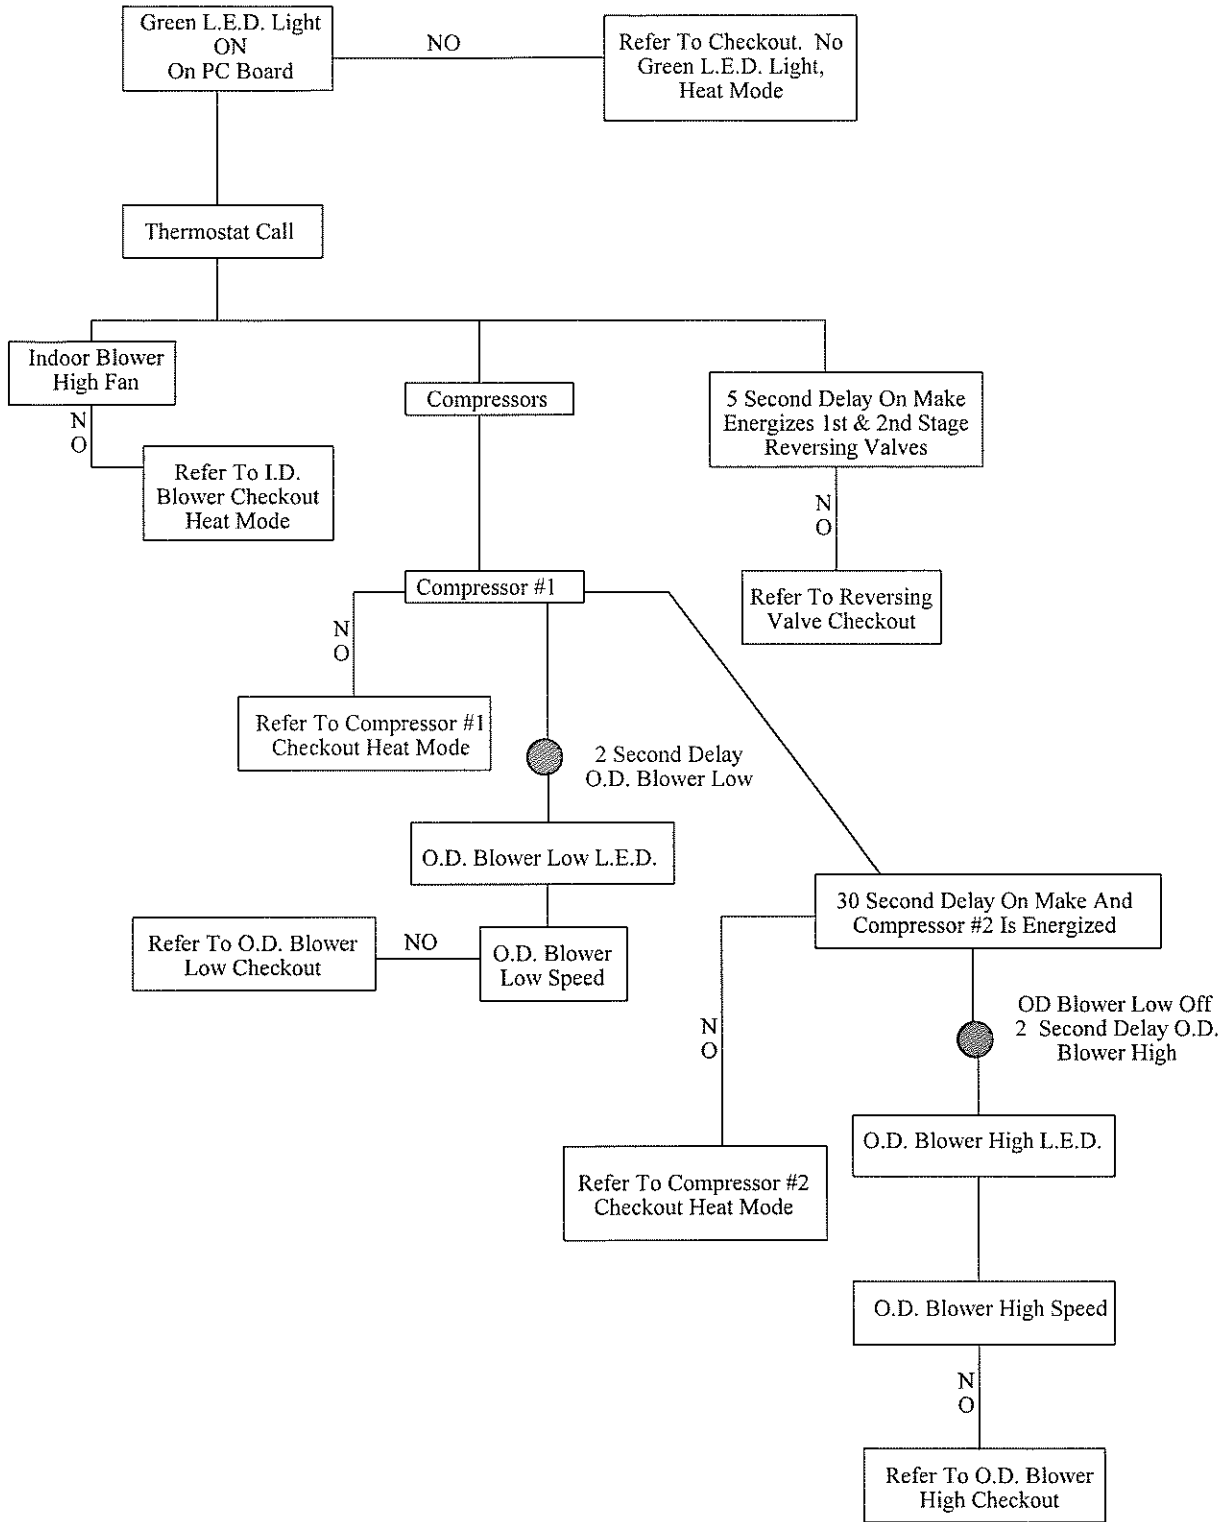 Green L.E.D. Light
ON
On PC Board
NO
Refer To Checkout. No
Green L.E.D. Light,
Heat Mode
Thermostat Call
Indoor Blower
High Fan
N
O
Refer To I.D.
Blower Checkout
Heat Mode
Compressors
5 Second Delay On Make
Energizes 1st & 2nd Stage
Reversing Valves
N
O
Refer To Reversing
Valve Checkout
Compressor #1
N
O
Refer To Compressor #1
Checkout Heat Mode
2 Second Delay
O.D. Blower Low
O.D. Blower Low L.E.D.
O.D. Blower
Low Speed
NO
Refer To O.D. Blower
Low Checkout
30 Second Delay On Make And
Compressor #2 Is Energized
N
O
Refer To Compressor #2
Checkout Heat Mode
OD Blower Low Off
2 Second Delay O.D.
Blower High
O.D. Blower High L.E.D.
O.D. Blower High Speed
N
O
Refer To O.D. Blower
High Checkout